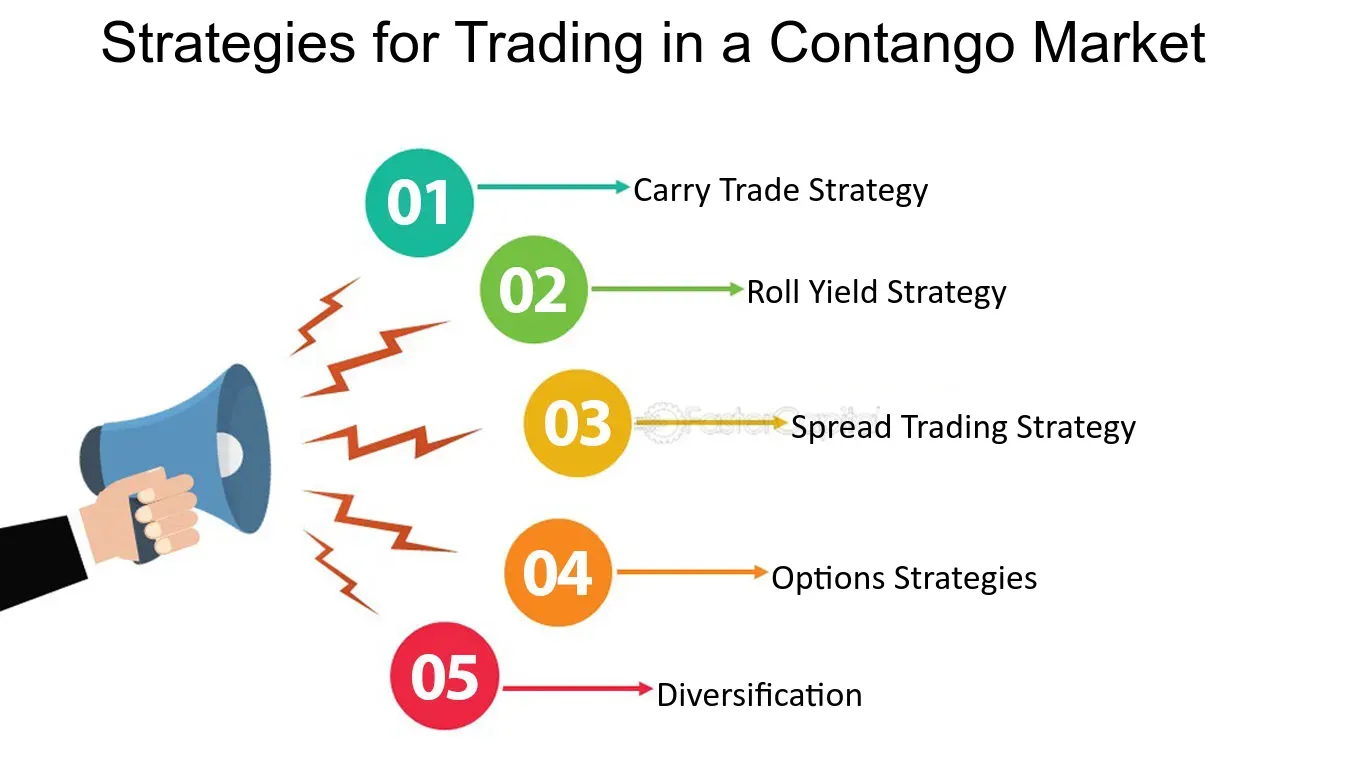 Strategies for Trading in a Contango Market
01
Carry Trade Strategy
02
Roll Yield Strategy
03
FasterCapital
Spread Trading Strategy
04
Options Strategies
05
Diversification